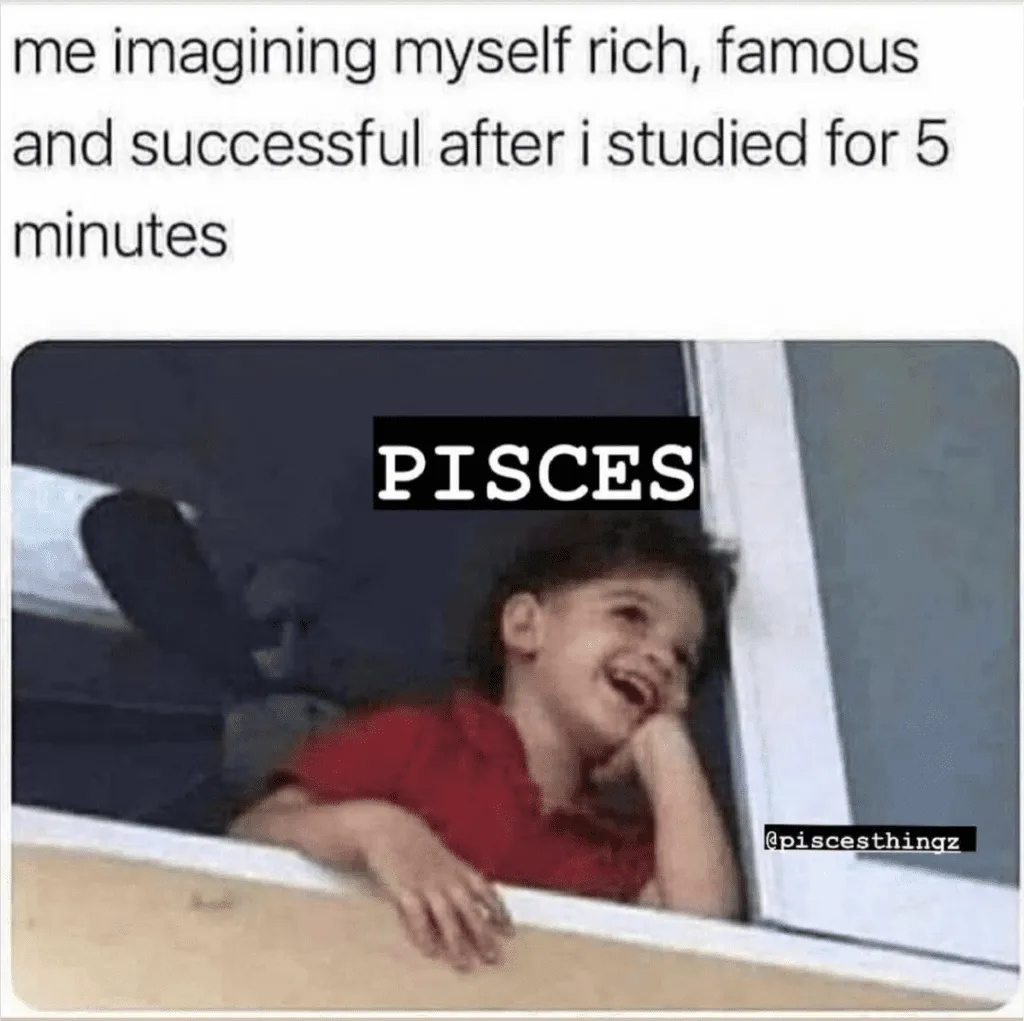 me imagining myself rich, famous
and successful after i studied for 5
minutes
PISCES
@piscesthingz